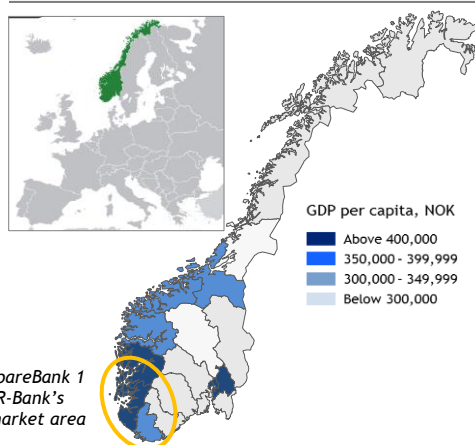 GDP per capita, NOK
Above 400,000
350,000 - 399,999
300,000 - 349,999
Below 300,000
pareBank 1
R-Bank's
arket area